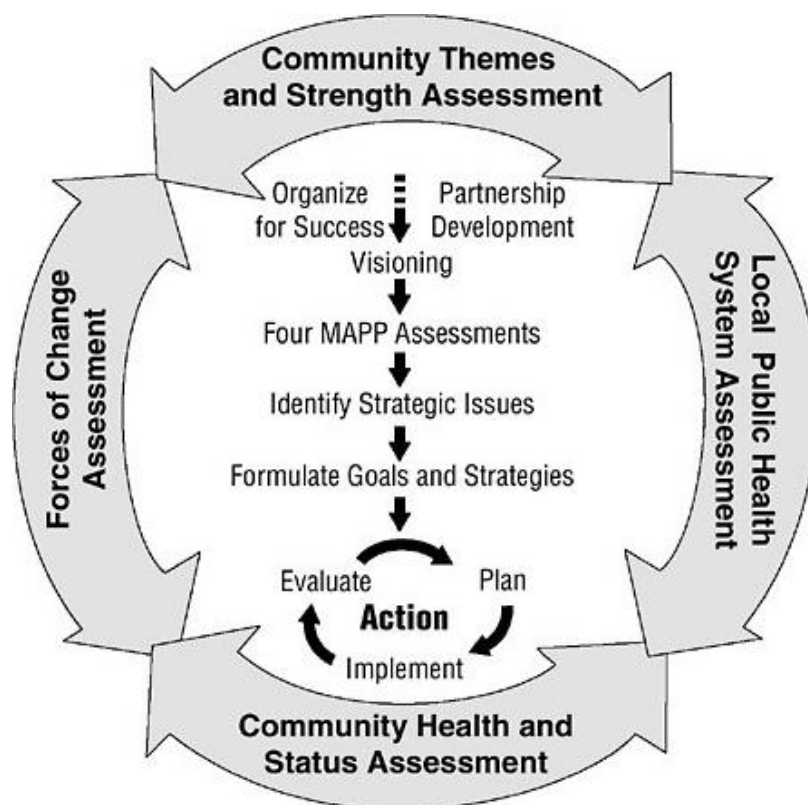 Community Themes
and Strength Assessment
Organize
for Success
Partnership
Development
Visioning
Four MAPP Assessments
Identify Strategic Issues
Formulate Goals and Strategies
Evaluate
Plan
Action
Implement
Forces of Change
Assessment
Local Public Health
System Assessment
Community Health and
Status Assessment